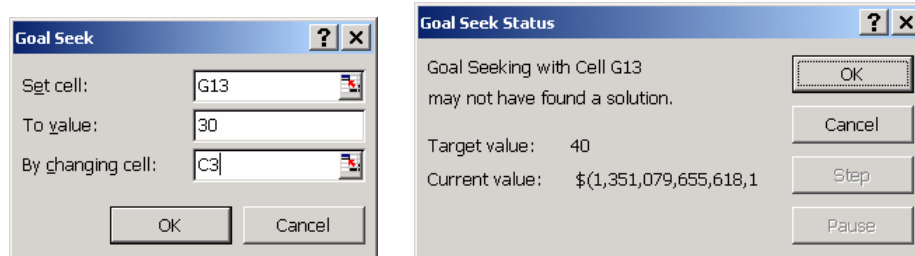 Goal Seek
Set cell: G13
To value: 30
By changing cell: C3
OK Cancel
Goal Seek Status
Goal Seeking with Cell G13
may not have found a solution.
Target value: 40
Current value: $(1,351,079,655,618,1
OK
Cancel
Step
Pause